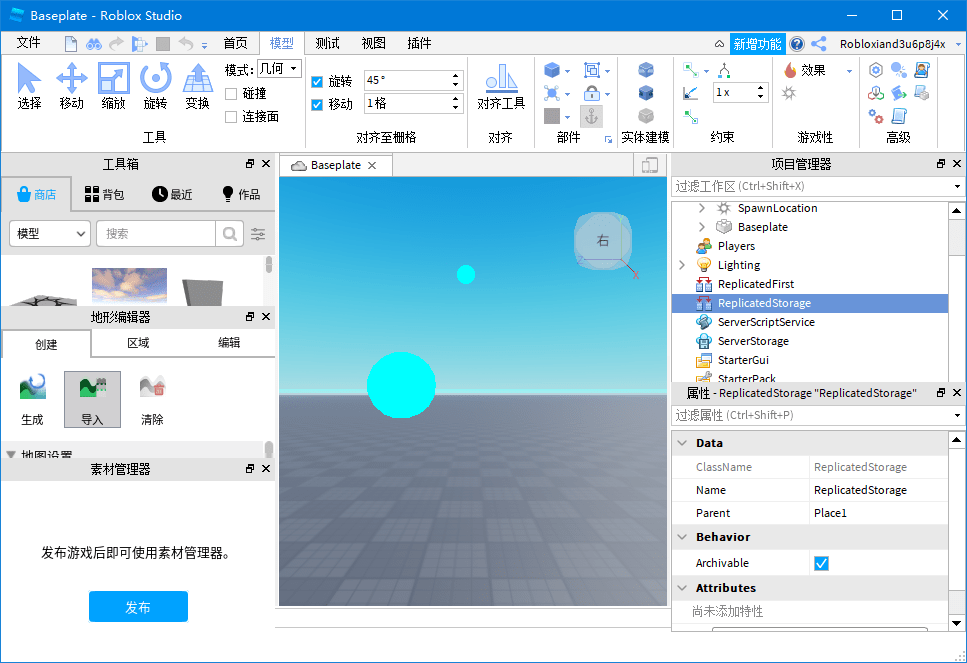 Baseplate - Roblox Studio
文件
首页
模型
测试
视图
插件
新增功能
Robloxiand3u6p8j4x
选择
移动
缩放
旋转
变换
模式:
几何
碰撞
连接面
工具
旋转
45°
移动
1格
对齐至栅格
对齐工具
对齐
部件
实体建模
1x
约束
效果
游戏性
高级
工具箱
商店
背包
最近
作品
模型
搜索
地形编辑器
创建
区域
编辑
生成
导入
清除
地图设置
素材管理器
发布游戏后即可使用素材管理器。
发布
Baseplate
右
Z
X
项目管理器
过滤工作区 (Ctrl+Shift+X)
SpawnLocation
Baseplate
Players
Lighting
ReplicatedFirst
ReplicatedStorage
ServerScriptService
ServerStorage
StarterGui
StarterPack
属性 - ReplicatedStorage "ReplicatedStorage"
过滤属性 (Ctrl+Shift+P)
Data
ClassName ReplicatedStorage
Name ReplicatedStorage
Parent Place1
Behavior
Archivable
Attributes
尚未添加特性